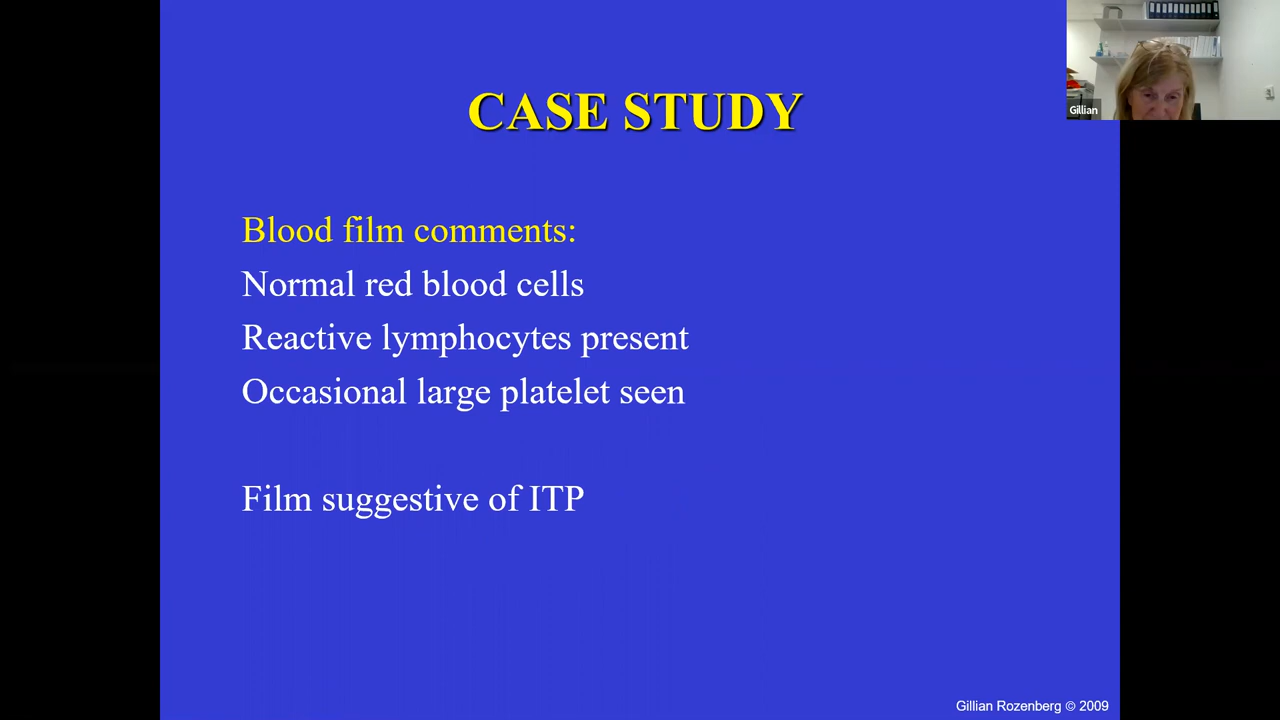 CASE STUDY
Gillian
Blood film comments:
Normal red blood cells
Reactive lymphocytes present
Occasional large platelet seen
Film suggestive of ITP
Gillian Rozenberg © 2009